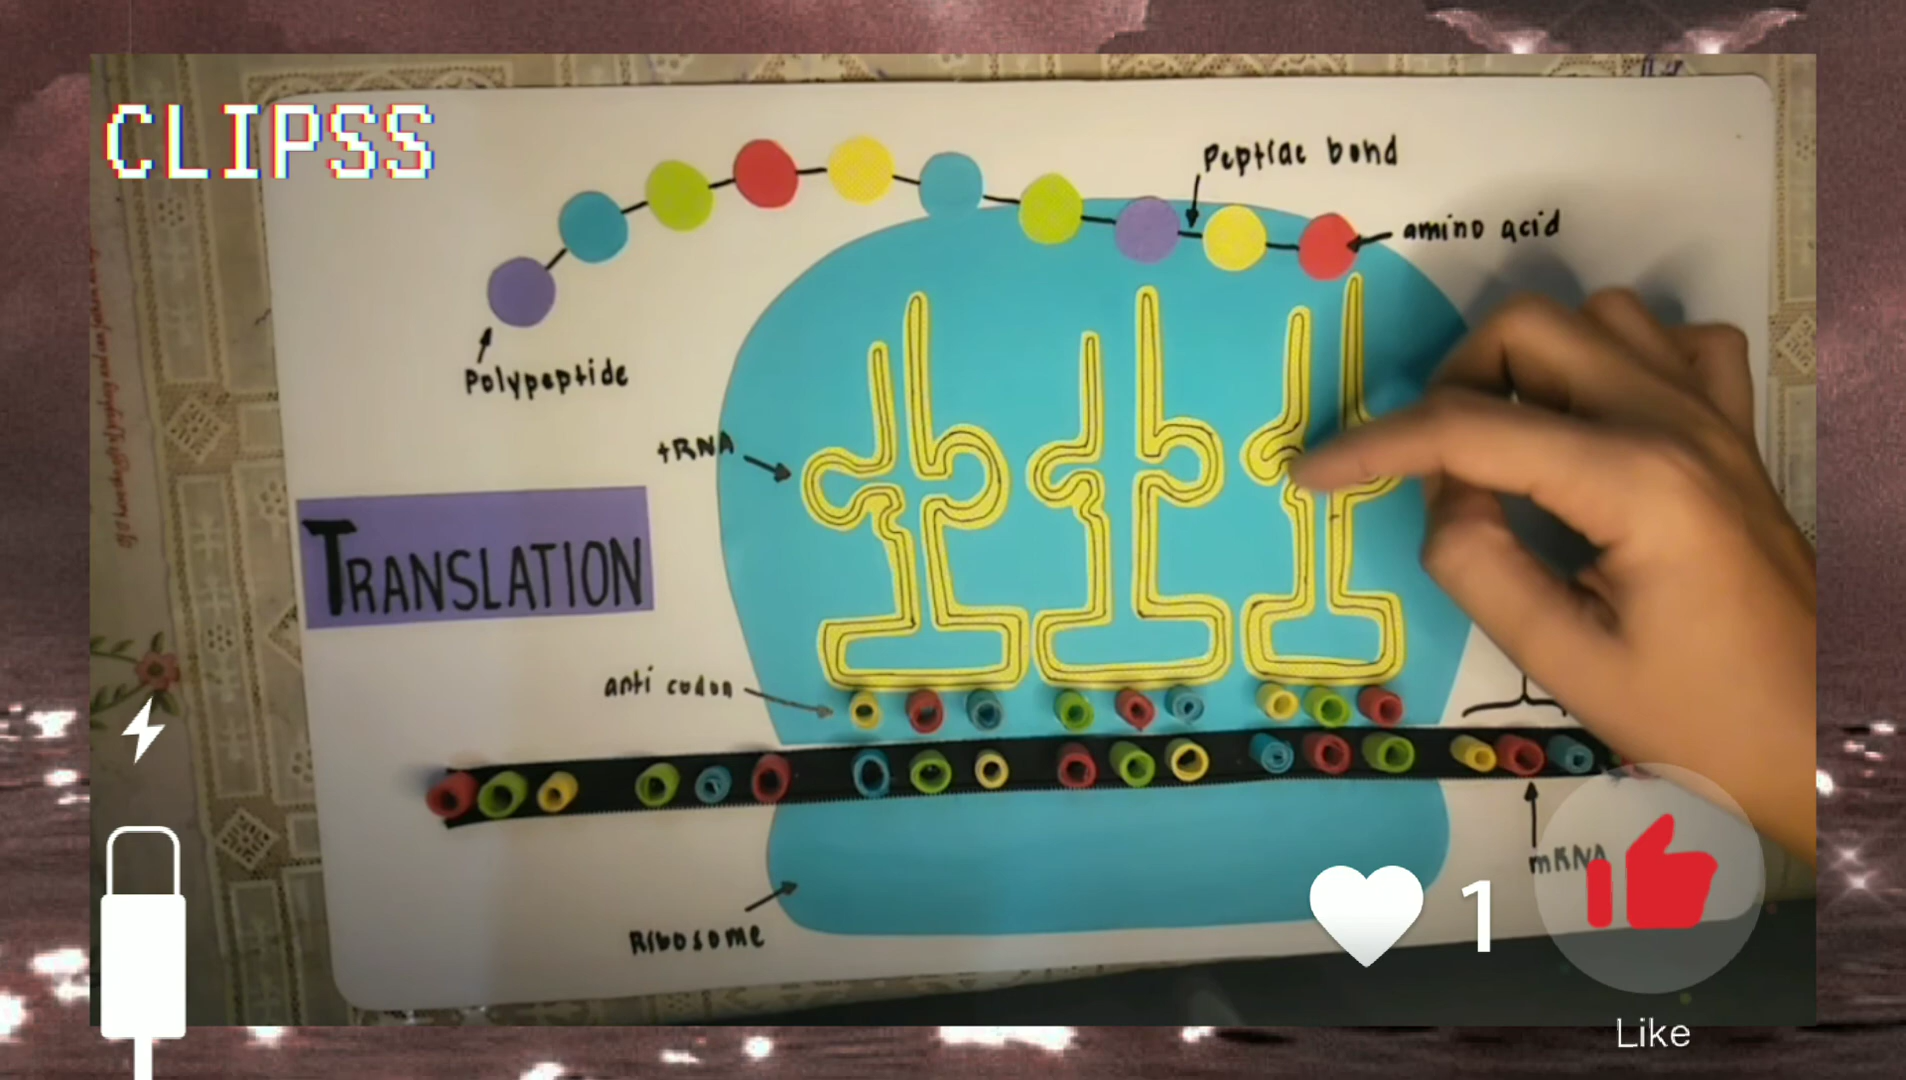 CLIPSS
Peptide bond
amino acid
Polypeptide
tRNA
TRANSLATION
anti codon
mRNA
Ribosome
1
Like